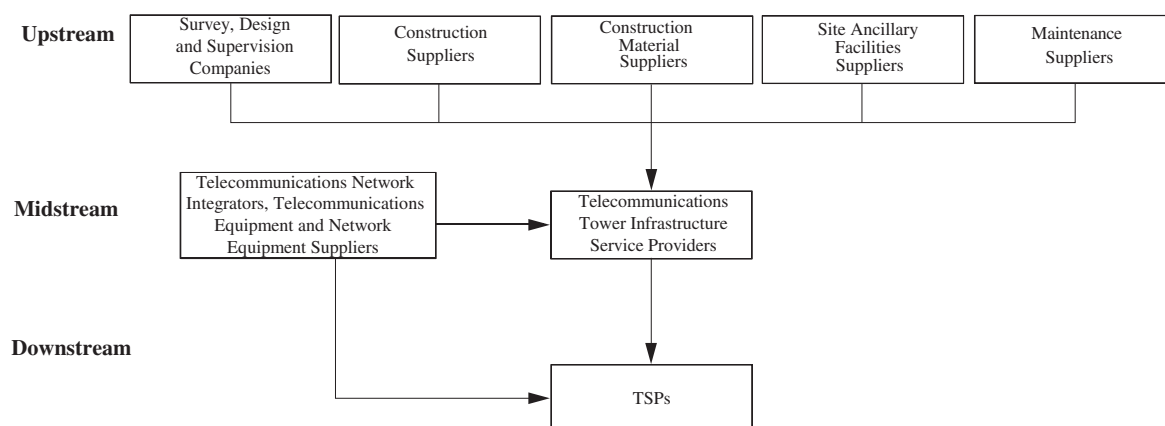 Upstream
Survey, Design
and Supervision
Companies
Construction
Suppliers
Construction
Material
Suppliers
Site Ancillary
Facilities
Suppliers
Maintenance
Suppliers
Midstream
Telecommunications Network
Integrators, Telecommunications
Equipment and Network
Equipment Suppliers
Telecommunications
Tower Infrastructure
Service Providers
Downstream
TSPs